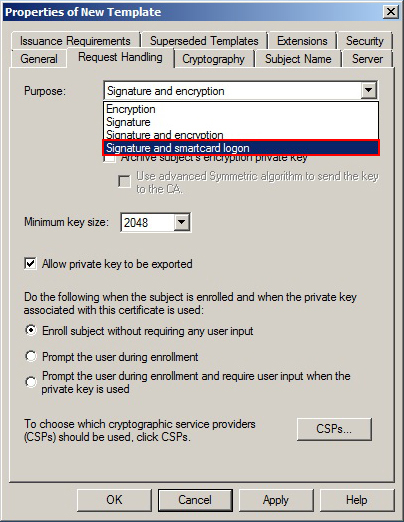 Properties of New Template
Issuance Requirements Superseded Templates Extensions Security
General Request Handling Cryptography Subject Name Server
Purpose: Signature and encryption
Encryption
Signature
Signature and encryption
Signature and smartcard logon
Archive subject's encryption private key
Use advanced Symmetric algorithm to send the key
to the CA.
Minimum key size: 2048
Allow private key to be exported
Do the following when the subject is enrolled and when the private key
associated with this certificate is used:
Enroll subject without requiring any user input
Prompt the user during enrollment
Prompt the user during enrollment and require user input when the
private key is used
To choose which cryptographic service providers
(CSPs) should be used, click CSPs.
CSPs...
OK Cancel Apply Help